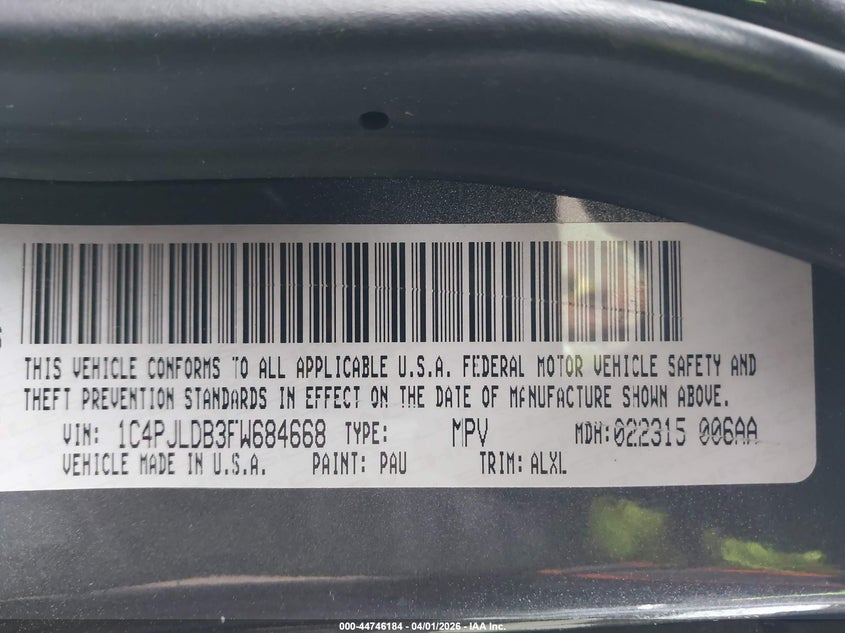 THIS VEHICLE CONFORMS TO ALL APPLICABLE U.S.A. FEDERAL MOTOR VEHICLE SAFETY AND
THEFT PREVENTION STANDARDS IN EFFECT ON THE DATE OF MANUFACTURE SHOWN ABOVE.
VIN: 1C4PJLDB3FW684668 TYPE: MPV MDH:022315 006AA
VEHICLE MADE IN U.S.A. PAINT: PAU TRIM: ALXL
000-44746184 - 04/01/2026 - IAA Inc.